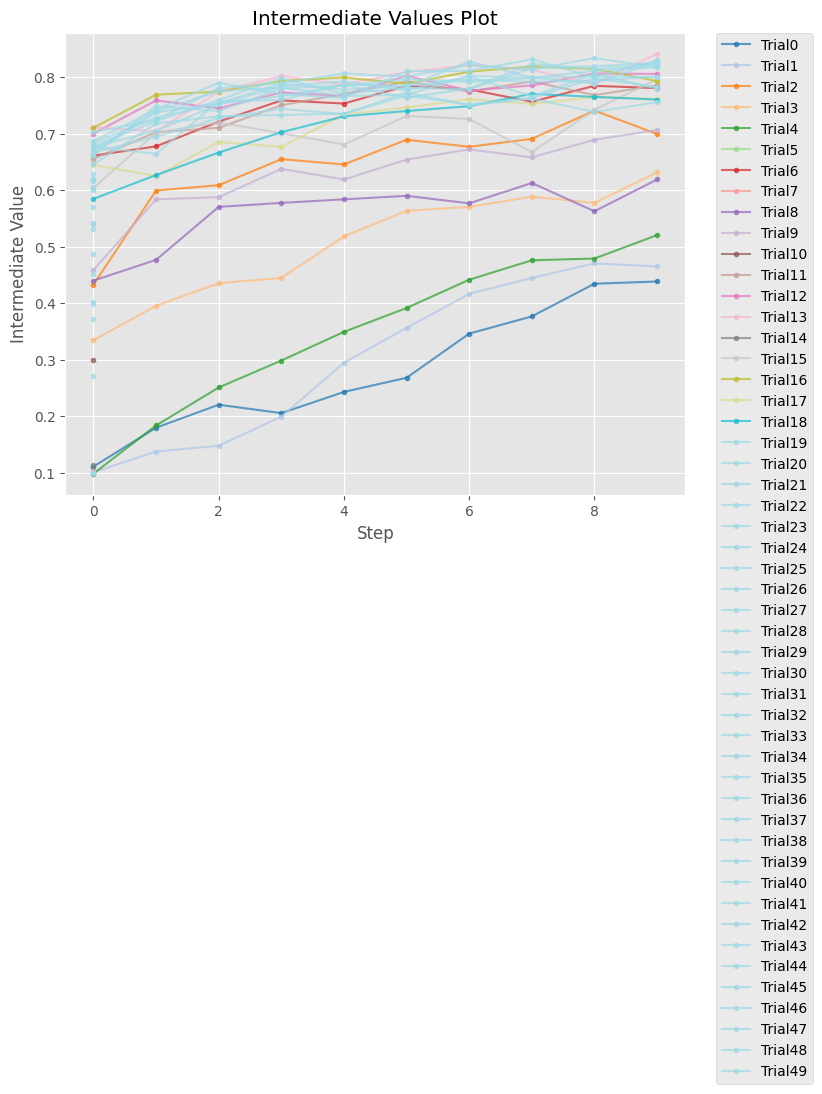 Intermediate Values Plot
Intermediate Value
0.8
0.7
0.6
0.5
0.4
0.3
0.2
0.1
0
2
4
6
8
Step
Trial0
Trial1
Trial2
Trial3
Trial4
Trial5
Trial6
Trial7
Trial8
Trial9
Trial10
Trial11
Trial12
Trial13
Trial14
Trial15
Trial16
Trial17
Trial18
Trial19
Trial20
Trial21
Trial22
Trial23
Trial24
Trial25
Trial26
Trial27
Trial28
Trial29
Trial30
Trial31
Trial32
Trial33
Trial34
Trial35
Trial36
Trial37
Trial38
Trial39
Trial40
Trial41
Trial42
Trial43
Trial44
Trial45
Trial46
Trial47
Trial48
Trial49